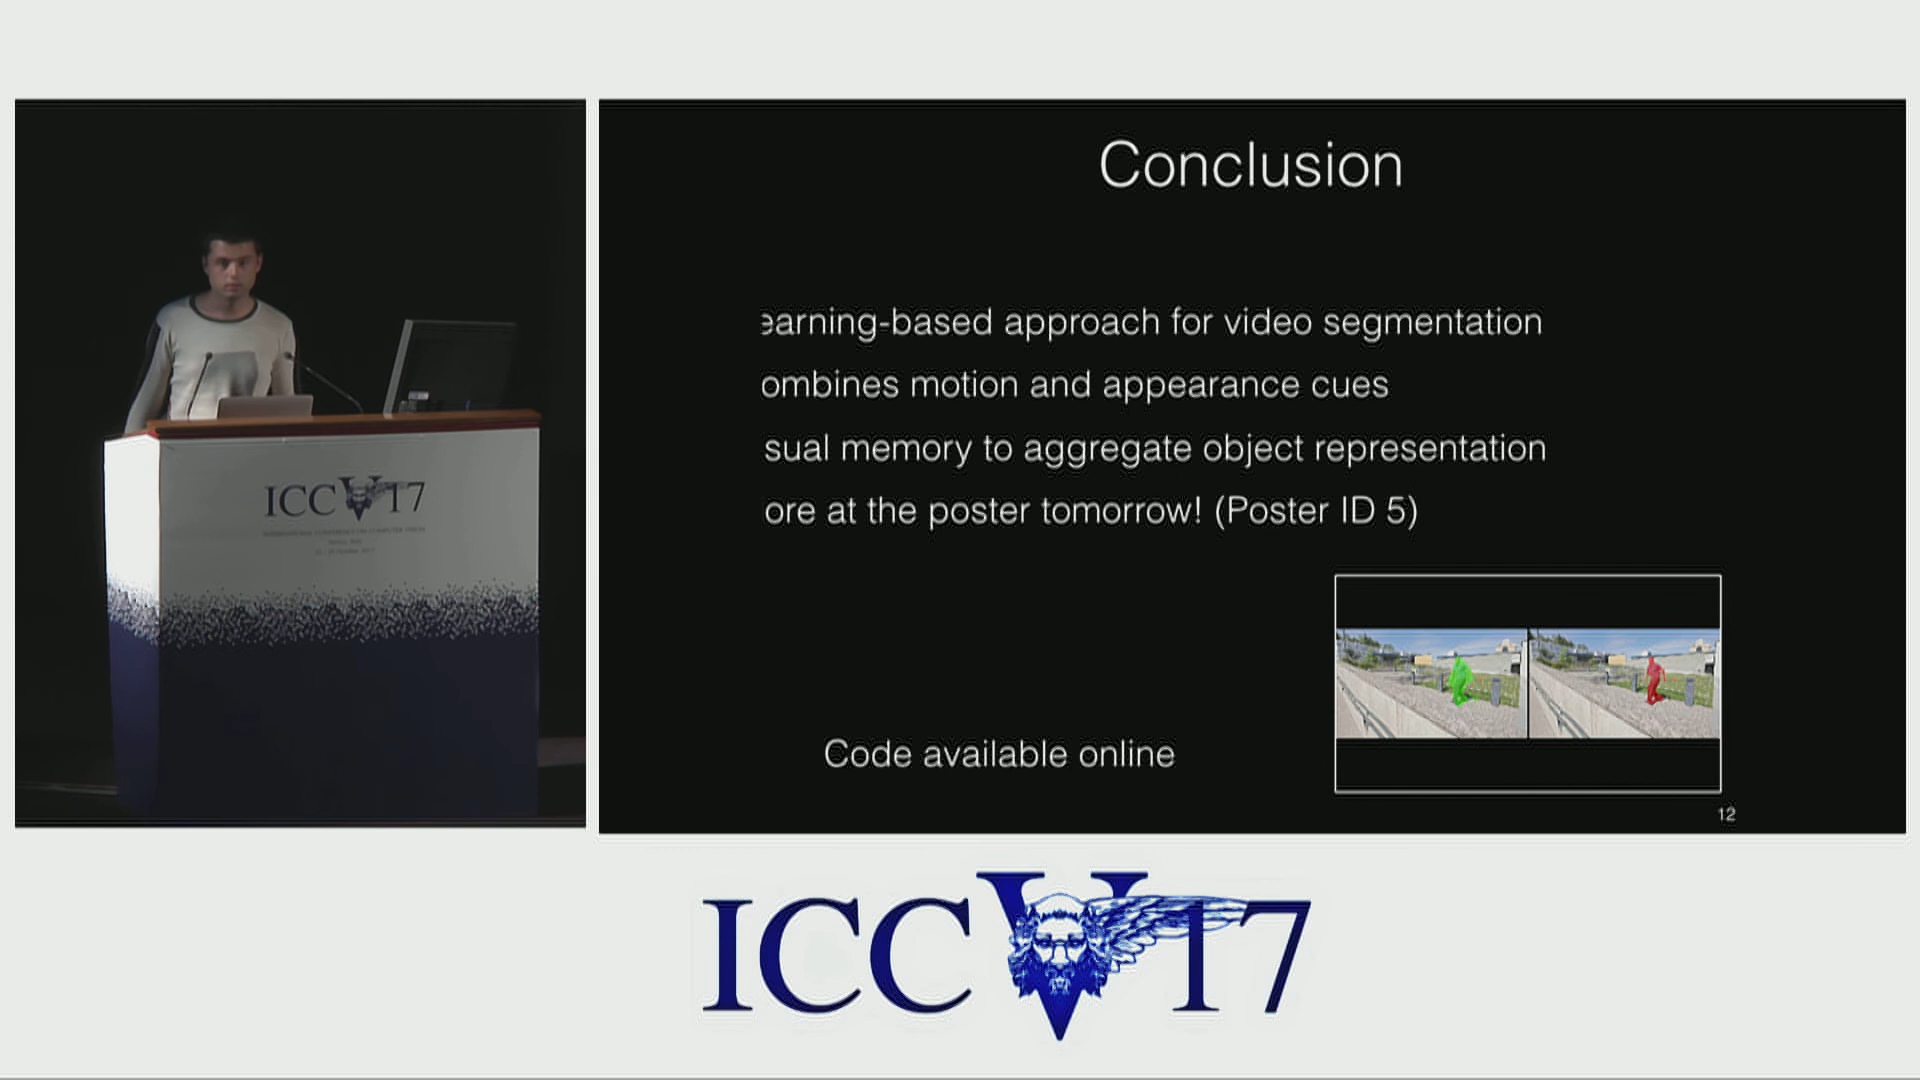 Conclusion
earning-based approach for video segmentation
ombines motion and appearance cues
sual memory to aggregate object representation
ore at the poster tomorrow! (Poster ID 5)
Code available online
12
ICCV17
ICCV17